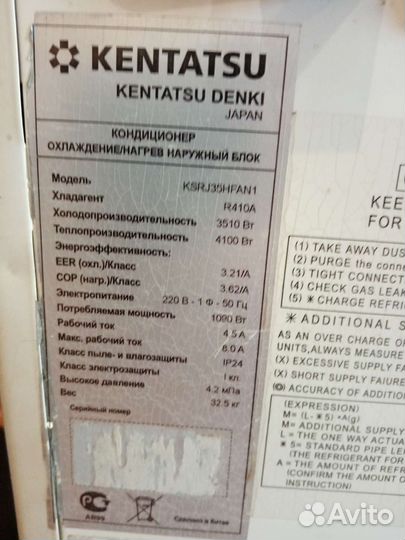 KENTATSU
KENTATSU DENKI
JAPAN
КОНДИЦИОНЕР
ОХЛАЖДЕНИЕ/НАГРЕВ НАРУЖНЫЙ БЛОК
Модель KSRJ35HFAN1
Хладагент R410A
Холодопроизводительность 3510 Вт
Теплопроизводительность 4100 Вт
Энергоэффективность:
EER (охл.)/Класс 3.21/A
COP (нагр.)/Класс 3.62/A
Электропитание 220 В - 1 Ф - 50 Гц
Потребляемая мощность 1090 Вт
Рабочий ток 4.5 А
Макс. рабочий ток 8.0 А
Класс пыле- и влагозащиты IP24
Класс электрозащиты I кл.
Высокое давление 4.2 мПа
Вес 32.5 кг
Серийный номер
Сделано в Китае
KEE
FOR
(1) TAKE AWAY DUS
(2) PURGE the conne
(3) TIGHT CONNECT
(4) CHECK GAS LEAK
(5) ✳ CHARGE REFRI
✳ ADDITIONAL S
AS AN OVER CHARGE OF
UNITS, ALWAYS MEASURE
(X) EXCESSIVE SUPPLY FAI
(X) SHORT SUPPLY FAILURE
(◎) ACCURACY OF ADDITIO
(EXPRESSION)
M= (L- ✳5) ×A(g)
M= ADDITIONAL SUPPLY
L = THE ONE WAY ACTUA
✳ 5= STANDARD PIPE LE
(THE REFRIGERANT FOR
A = THE AMOUNT OF REFR
(CONFIRM THE AMOUNT
INSTRUCTION)
Avito